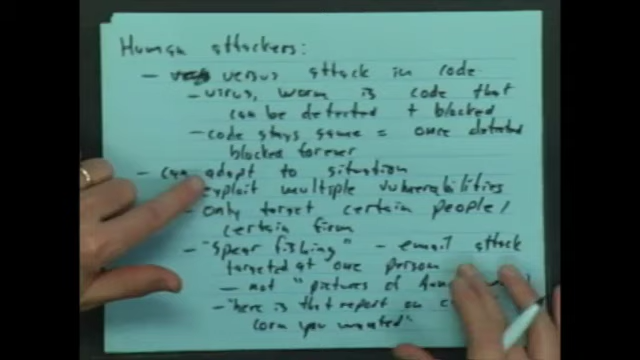 Human attackers:
- versus attack in code
- virus, worm is code that
can be detected + blocked
- code stays same = once detected
blocked forever
- can adapt to situation
exploit multiple vulnerabilities
- only target certain people /
certain firm
- "spear fishing" - email attack
targeted at one person
- not "pictures of
- "here is that report on
corn you wanted"